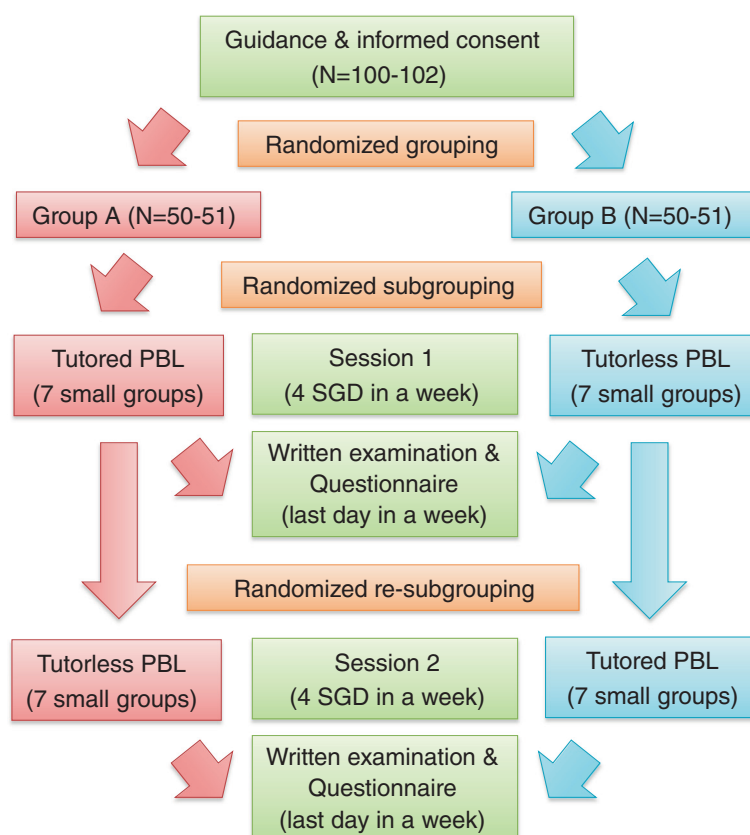 Guidance & informed consent
(N=100-102)
Randomized grouping
Group A (N=50-51)
Group B (N=50-51)
Randomized subgrouping
Tutored PBL
(7 small groups)
Session 1
(4 SGD in a week)
Tutorless PBL
(7 small groups)
Written examination &
Questionnaire
(last day in a week)
Randomized re-subgrouping
Tutorless PBL
(7 small groups)
Session 2
(4 SGD in a week)
Tutored PBL
(7 small groups)
Written examination &
Questionnaire
(last day in a week)